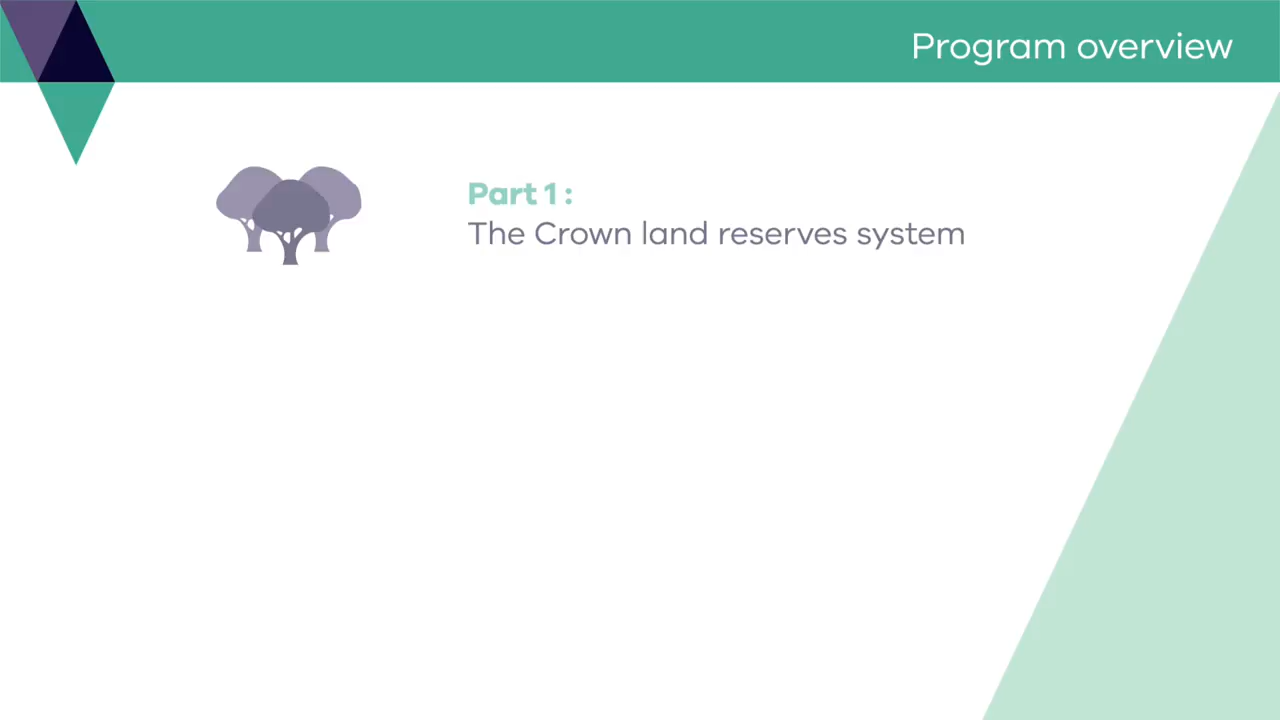 Program overview
Part 1 :
The Crown land reserves system